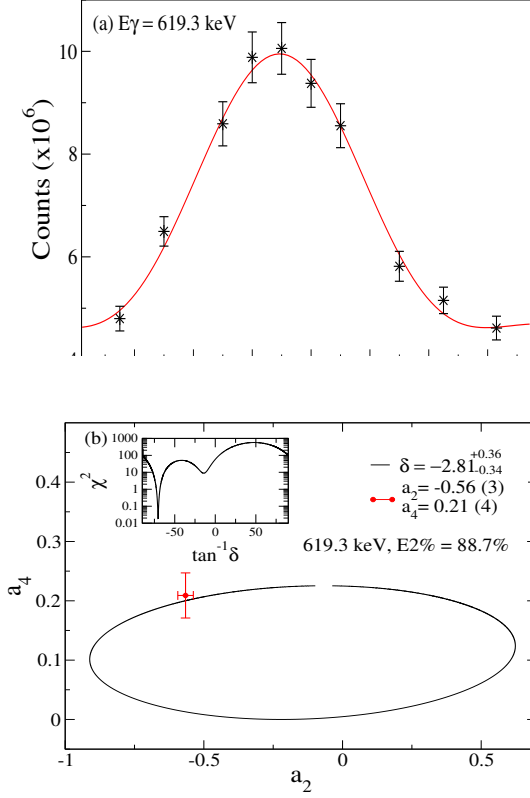 (a) Eγ = 619.3 keV
10
8
6
4
Counts (x10⁶)
(b)
1000
100
10
1
0.1
0.01
χ²
-50 0 50
tan⁻¹δ
δ = −2.81 +0.36 -0.34
a₂= -0.56 (3)
a₄= 0.21 (4)
619.3 keV, E2% = 88.7%
0.4
0.3
0.2
0.1
0
a₄
-1 -0.5 0 0.5
a₂